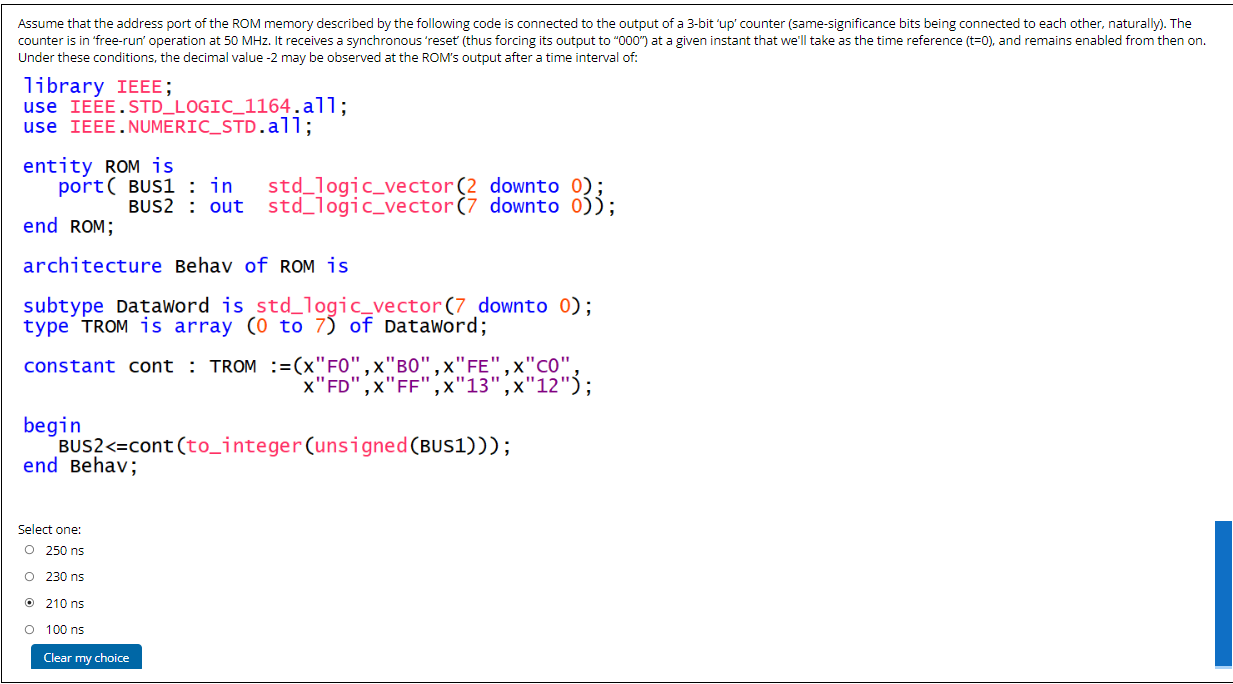 Assume that the address port of the ROM memory described by the following code is connected to the output of a 3-bit ‘up’ counter (same-significance bits being connected to each other, naturally). The
counter is in ‘free-run’ operation at 50 MHz. It receives a synchronous ‘reset’ (thus forcing its output to “000”) at a given instant that we'll take as the time reference (t=0), and remains enabled from then on.
Under these conditions, the decimal value -2 may be observed at the ROM's output after a time interval of:
library IEEE;
use IEEE.STD_LOGIC_1164.all;
use IEEE.NUMERIC_STD.all;
entity ROM is
port( BUS1 : in std_logic_vector(2 downto 0);
BUS2 : out std_logic_vector(7 downto 0));
end ROM;
architecture Behav of ROM is
subtype DataWord is std_logic_vector(7 downto 0);
type TROM is array (0 to 7) of DataWord;
constant cont : TROM :=(x"F0",x"B0",x"FE",x"C0",
x"FD",x"FF",x"13",x"12");
begin
BUS2<=cont(to_integer(unsigned(BUS1)));
end Behav;
Select one:
250 ns
230 ns
210 ns
100 ns
Clear my choice